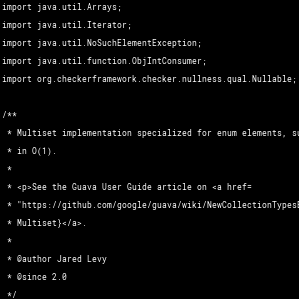 import java.util.Arrays;
import java.util.Iterator;
import java.util.NoSuchElementException;
import java.util.function.ObjIntConsumer;
import org.checkerframework.checker.nullness.qual.Nullable;
/**
* Multiset implementation specialized for enum elements, su
* in O(1).
*
* <p>See the Guava User Guide article on <a href=
* "https://github.com/google/guava/wiki/NewCollectionTypesE
* Multiset}</a>.
*
* @author Jared Levy
* @since 2.0
*/